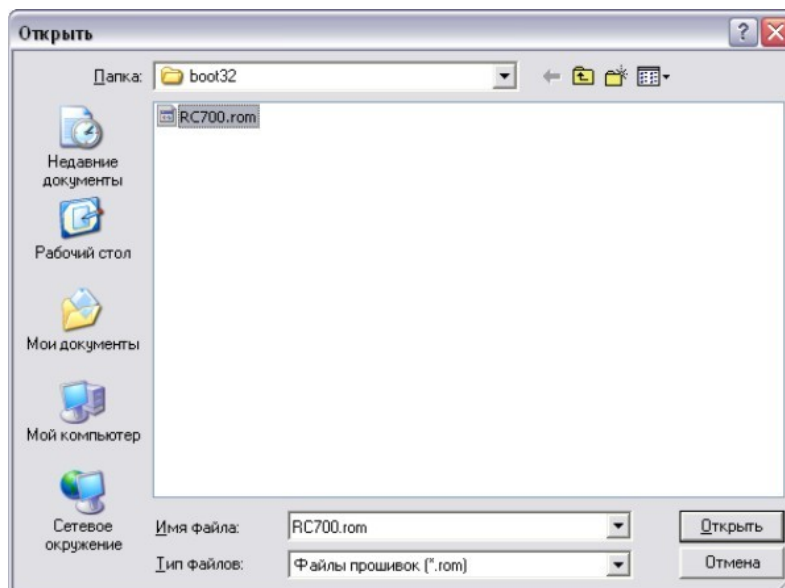 Открыть
Папка:
boot32
RC700.rom
Недавние
документы
Рабочий стол
Мои документы
Мой компьютер
Сетевое
окружение
Имя файла:
RC700.rom
Открыть
Тип файлов:
Файлы прошивок (*.rom)
Отмена